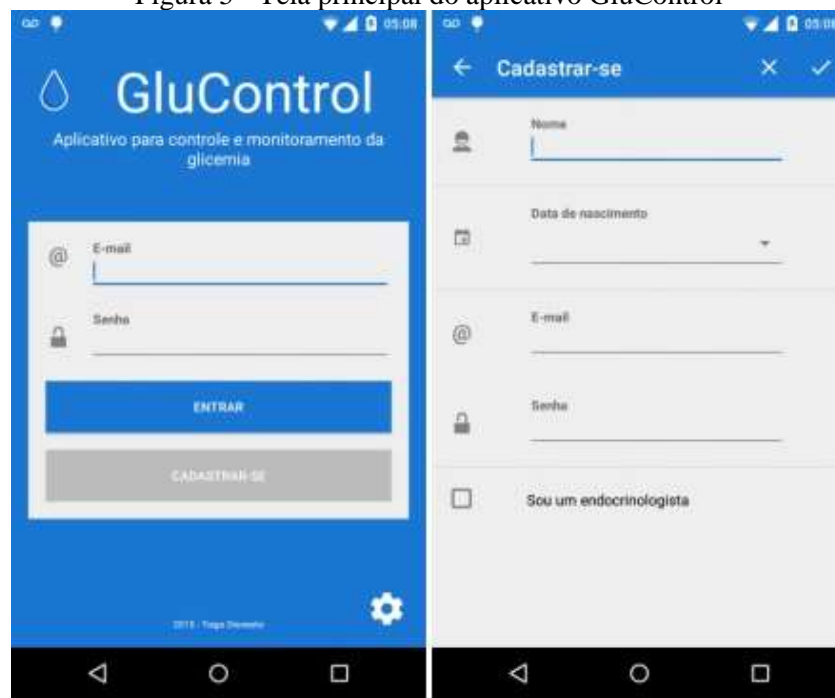 Figura 5 - Tela principal do aplicativo GluControl
05:08
GluControl
Aplicativo para controle e monitoramento da
glicemia
@ E-mail
Senha
ENTRAR
CADASTRAR-SE
05:08
Cadastrar-se
Nome
Data de nascimento
@ E-mail
Senha
Sou um endocrinologista